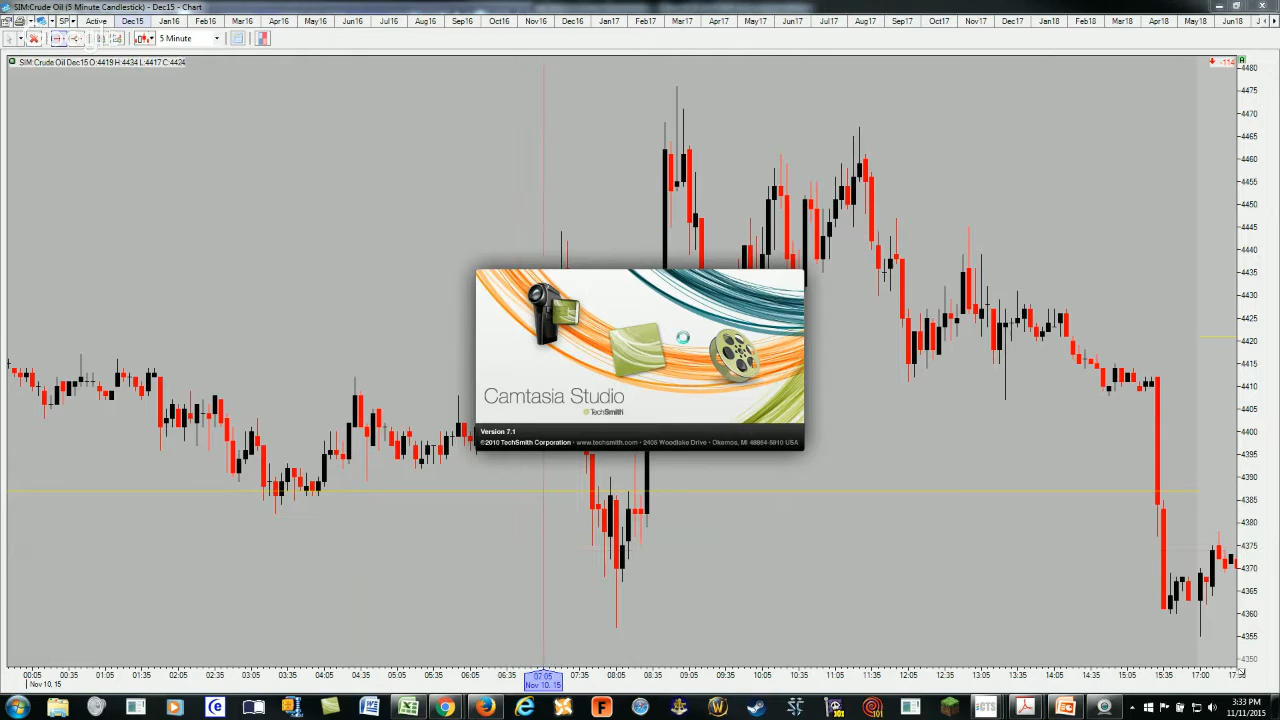 SIM:Crude Oil (5 Minute Candlestick) - Dec15 - Chart
SP Active Dec15 Jan16 Feb16 Mar16 Apr16 May16 Jun16 Jul16 Aug16 Sep16 Oct16 Nov16 Dec16 Jan17 Feb17 Mar17 Apr17 May17 Jun17 Jul17 Aug17 Sep17 Oct17 Nov17 Dec17 Jan18 Feb18 Mar18 Apr18 May18 Jun18
5 Minute
SIM:Crude Oil Dec15 O:4419 H:4434 L:4417 C:4424
-114
4480
4475
4470
4465
4460
4455
4450
4445
4440
4435
4430
4425
4420
4415
4410
4405
4400
4395
4390
4385
4380
4375
4370
4365
4360
4355
4350
Camtasia Studio
TechSmith
Version 7.1
©2010 TechSmith Corporation · www.techsmith.com · 2405 Woodlake Drive · Okemos, MI 48864-5910 USA
00:05 00:35 01:05 01:35 02:05 02:35 03:05 03:35 04:05 04:35 05:05 05:35 06:05 06:35 07:05 07:35 08:05 08:35 09:05 09:35 10:05 10:35 11:05 11:35 12:05 12:35 13:05 13:35 14:05 14:35 15:05 15:35 17:00
Nov 10, 15 Nov 10, 15
3:33 PM
11/11/2015